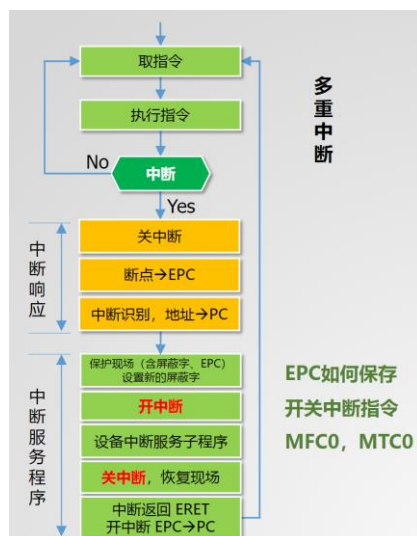 取指令
执行指令
No
中断
Yes
关中断
断点→EPC
中断识别，地址→PC
中断响应
保护现场（含屏蔽字、EPC）
设置新的屏蔽字
开中断
设备中断服务子程序
关中断，恢复现场
中断返回 ERET
开中断 EPC→PC
中断服务程序
多重中断
EPC如何保存
开关中断指令
MFC0，MTC0